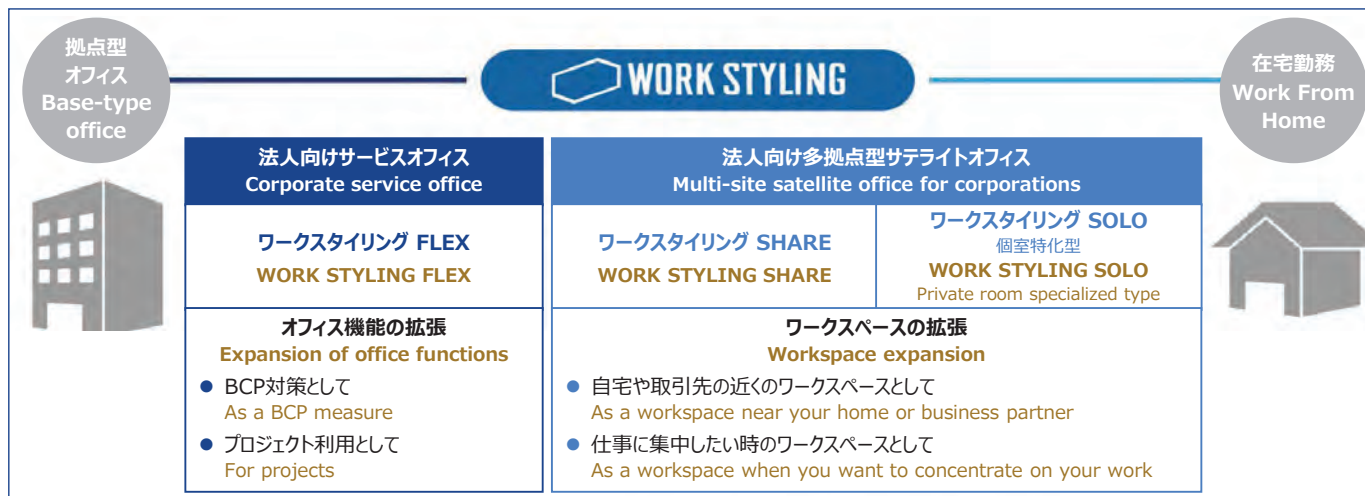 拠点型
オフィス
Base-type
office
WORK STYLING
在宅勤務
Work From
Home
法人向けサービスオフィス
Corporate service office
法人向け多拠点型サテライトオフィス
Multi-site satellite office for corporations
ワークスタイリング FLEX
WORK STYLING FLEX
ワークスタイリング SHARE
WORK STYLING SHARE
ワークスタイリング SOLO
個室特化型
WORK STYLING SOLO
Private room specialized type
オフィス機能の拡張
Expansion of office functions
● BCP対策として
As a BCP measure
● プロジェクト利用として
For projects
ワークスペースの拡張
Workspace expansion
● 自宅や取引先の近くのワークスペースとして
As a workspace near your home or business partner
● 仕事に集中したい時のワークスペースとして
As a workspace when you want to concentrate on your work